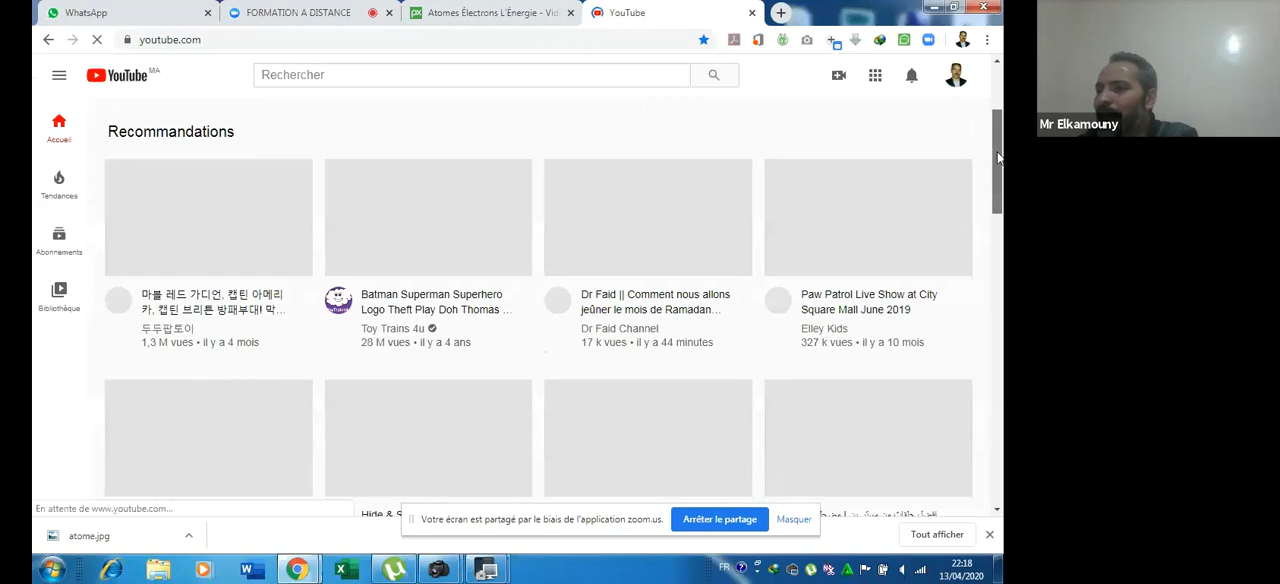 WhatsApp
FORMATION A DISTANCE
Atomes Électrons L'Énergie - Vid
YouTube
youtube.com
YouTube MA
Rechercher
Mr Elkamouny
Accueil
Tendances
Abonnements
Bibliothèque
Recommandations
마블 레드 가디언, 캡틴 아메리
카, 캡틴 브리튼 방패부대! 막...
두두팝토이
1,3 M vues • il y a 4 mois
Batman Superman Superhero
Logo Theft Play Doh Thomas ...
Toy Trains 4u
28 M vues • il y a 4 ans
Dr Faid || Comment nous allons
jeûner le mois de Ramadan...
Dr Faid Channel
17 k vues • il y a 44 minutes
Paw Patrol Live Show at City
Square Mall June 2019
Elley Kids
327 k vues • il y a 10 mois
Hide &
En attente de www.youtube.com...
Votre écran est partagé par le biais de l'application zoom.us.
Arrêter le partage
Masquer
atome.jpg
Tout afficher
FR
22:18
13/04/2020